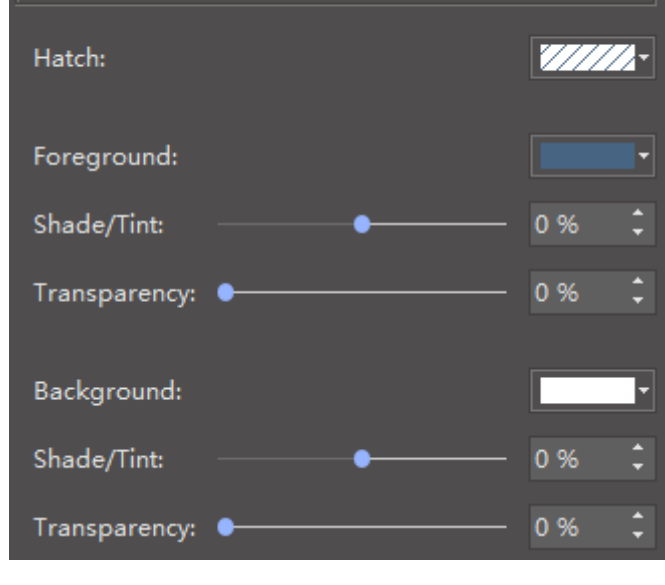 Hatch:
Foreground:
Shade/Tint: 0 %
Transparency: 0 %
Background:
Shade/Tint: 0 %
Transparency: 0 %